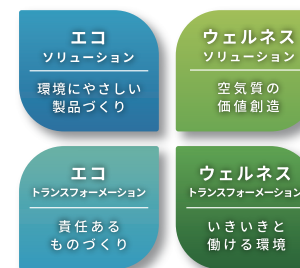 エコ
ソリューション
環境にやさしい
製品づくり
ウェルネス
ソリューション
空気質の
価値創造
エコ
トランスフォーメーション
責任ある
ものづくり
ウェルネス
トランスフォーメーション
いきいきと
働ける環境